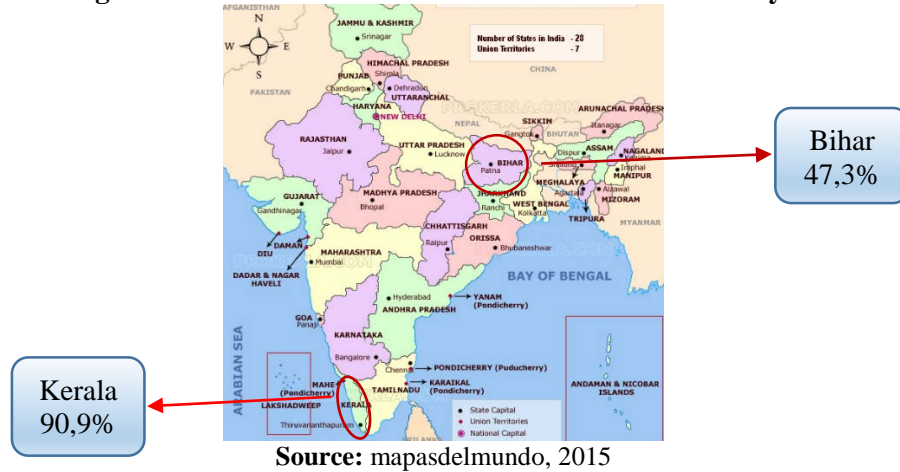 AFGHANISTAN
JAMMU & KASHMIR
Srinagar
Number of States in India - 28
Union Territories - 7
N
W
E
S
HIMACHAL PRADESH
Shimla
CHINA
PUNJAB
Chandigarh
Dehradun
UTTARANCHAL
PAKISTAN
HARYANA
NEW DELHI
ARUNACHAL PRADESH
Itanagar
SIKKIM
NEPAL
Gangtok
BHUTAN
RAJASTHAN
Jaipur
UTTAR PRADESH
Lucknow
Dispur
ASSAM
NAGALAND
Kohima
BIHAR
Patna
Shillong
Imphal
MANIPUR
MEGHALAYA
Bihar
47,3%
GUJARAT
Gandhinagar
MADHYA PRADESH
Bhopal
JHARKHAND
Ranchi
WEST BENGAL
Kolkatta
Agartala
Aizawal
MIZORAM
TRIPURA
MYANMAR
CHHATTISGARH
Raipur
ORISSA
Bhubaneshwar
DIU
DAMAN
DADAR & NAGAR
HAVELI
MAHARASHTRA
Mumbai
BAY OF BENGAL
Hyderabad
ANDHRA PRADESH
YANAM
(Pondicherry)
GOA
Panaji
KARNATAKA
Bangalore
ARABIAN SEA
Chennai
PONDICHERRY (Puducherry)
KARAIKAL
(Pondicherry)
MAHE
(Pondicherry)
TAMILNADU
ANDAMAN & NICOBAR
ISLANDS
Kerala
90,9%
LAKSHADWEEP
KERALA
Thiruvananthapuram
State Capital
Union Territories
National Capital
SRI LANKA
Source: mapasdelmundo, 2015